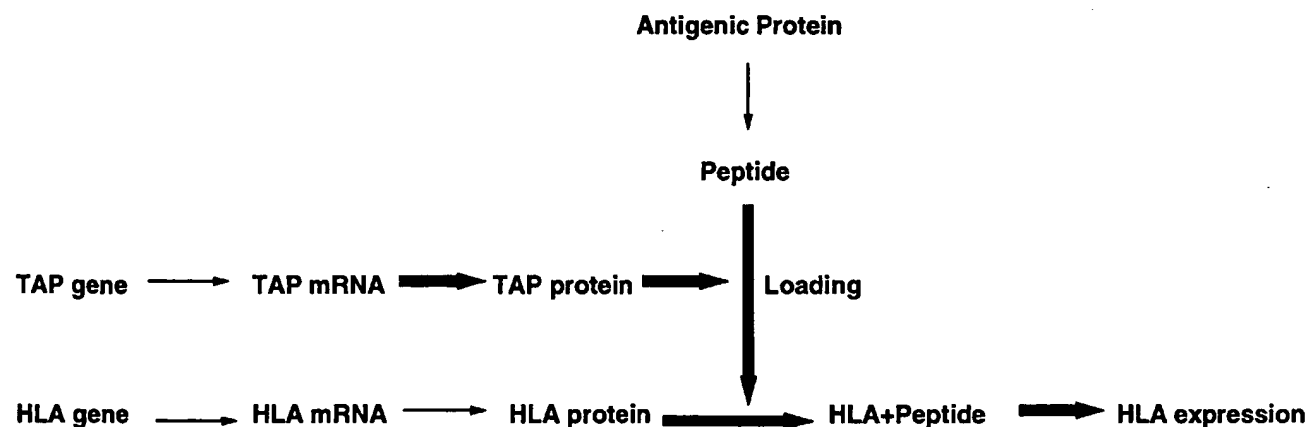 Antigenic Protein
Peptide
TAP gene TAP mRNA TAP protein Loading
HLA gene HLA mRNA HLA protein HLA+Peptide HLA expression